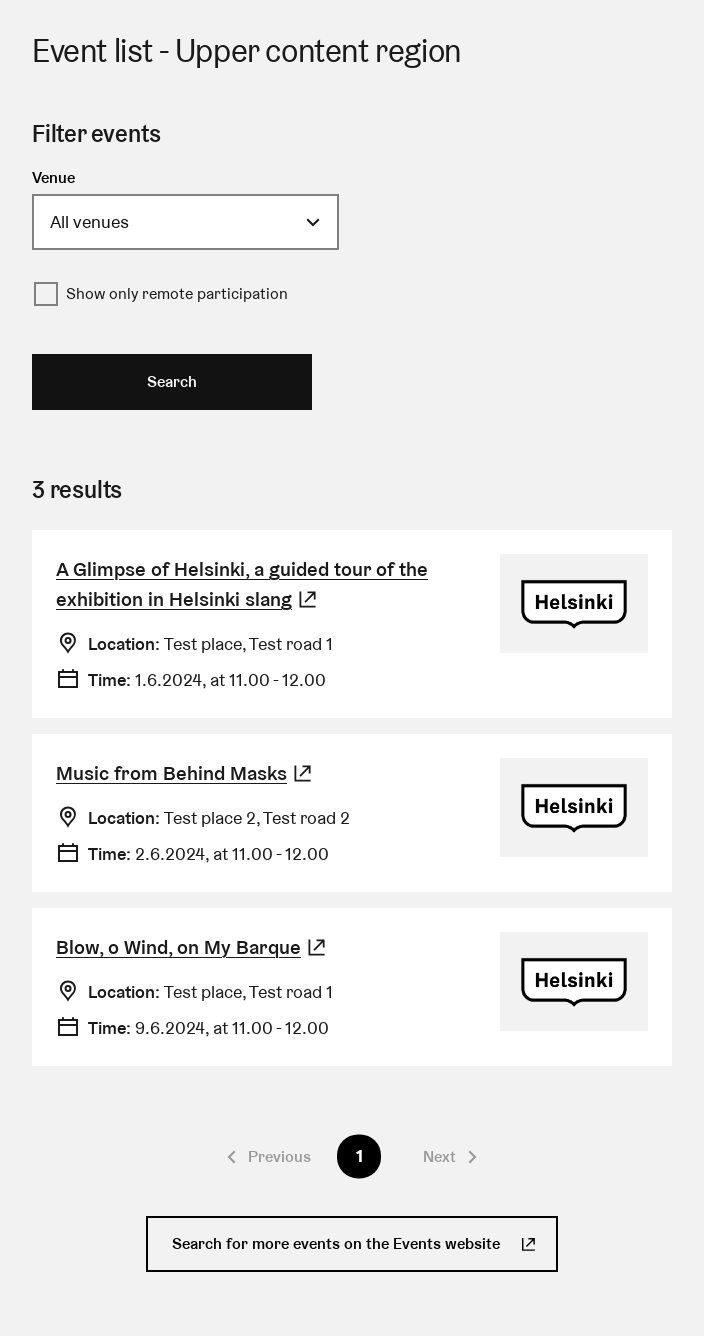 Event list - Upper content region
Filter events
Venue
All venues
Show only remote participation
Search
3 results
A Glimpse of Helsinki, a guided tour of the
exhibition in Helsinki slang
Helsinki
Location: Test place, Test road 1
Time: 1.6.2024, at 11.00 - 12.00
Music from Behind Masks
Helsinki
Location: Test place 2, Test road 2
Time: 2.6.2024, at 11.00 - 12.00
Blow, o Wind, on My Barque
Helsinki
Location: Test place, Test road 1
Time: 9.6.2024, at 11.00 - 12.00
Previous 1 Next
Search for more events on the Events website